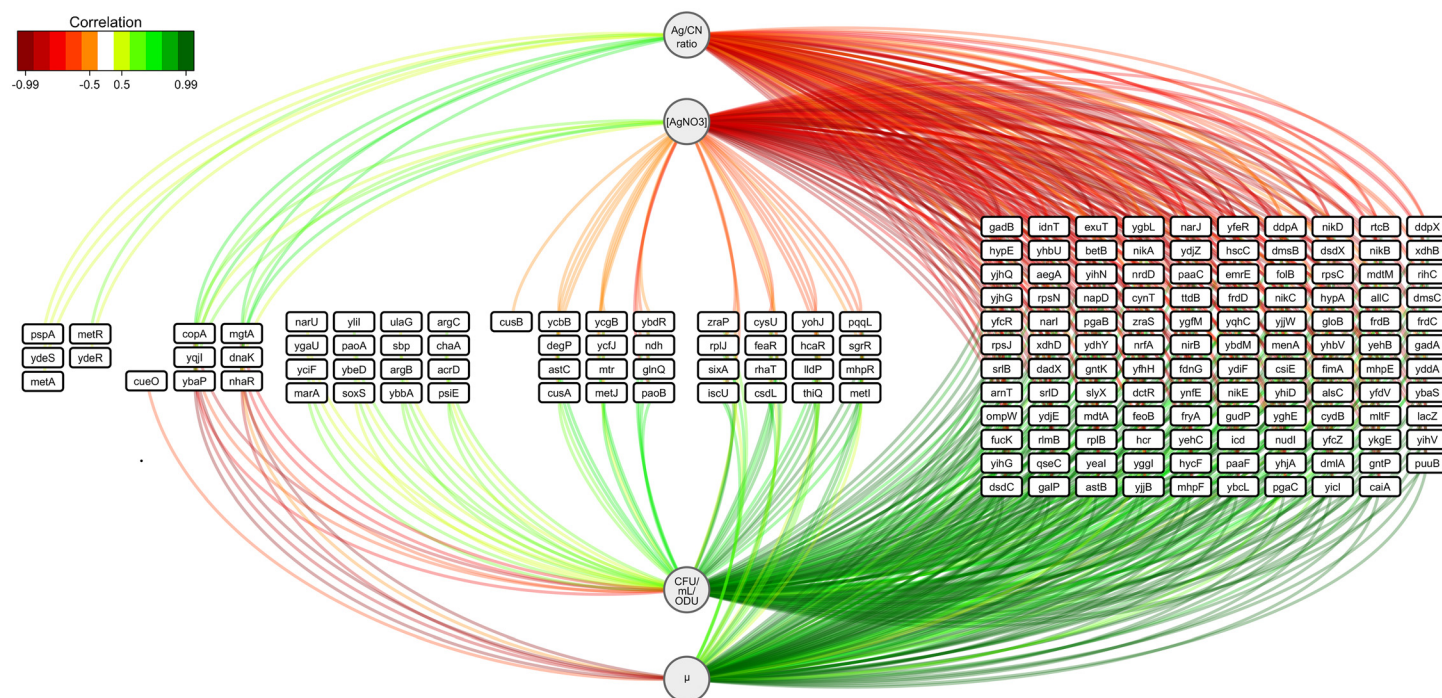 Correlation
-0.99 -0.5 0.5 0.99
Ag/CN
ratio
[AgNO3]
gadB idnT exuT ygbL narJ yfeR ddpA nikD rtcB ddpX
hypE yhbU betB nikA ydjZ hscC dmsB dsdX nikB xdhB
yjhQ aegA yihN nrdD paaC emrE folB rpsC mdtM rihC
yjhG rpsN napD cynT ttdB frdD nikC hypA allC dmsC
yfcR narI pgaB zraS ygfM yqhC yjjW gloB frdB frdC
rpsJ xdhD ydhY nrfA nirB ybdM menA yhbV yehB gadA
srlB dadX gntK yfhH fdnG ydiF csiE fimA mhpE yddA
arnT srlD slyX dctR ynfE nikE yhiD alsC yfdV ybaS
ompW ydjE mdtA feoB fryA gudP yghE cydB mltF lacZ
fucK rlmB rplB hcr yehC icd nudI yfcZ ykgE yihV
yihG qseC yeaI yggI hycF paaF yhjA dmlA gntP puuB
dsdC galP astB yjjB mhpF ybcL pgaC yicI caiA
pspA metR
ydeS ydeR
metA
copA mgtA
yqjI dnaK
cueO ybaP nhaR
narU yliI ulaG argC
ygaU paoA sbp chaA
yciF ybeD argB acrD
marA soxS ybbA psiE
cusB ycbB ycgB ybdR
degP ycfJ ndh
astC mtr glnQ
cusA metJ paoB
zraP cysU yohJ pqqL
rplJ feaR hcaR sgrR
sixA rhaT lldP mhpR
iscU csdL thiQ metI
CFU/
mL/
ODU
μ